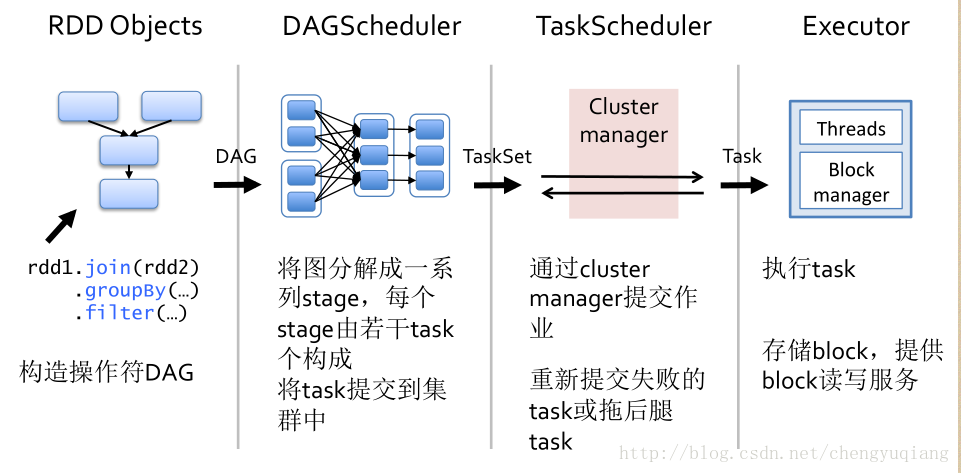 RDD Objects
DAG
rdd1.join(rdd2)
.groupBy(…)
.filter(…)
构造操作符DAG
DAGScheduler
TaskSet
将图分解成一系
列stage，每个
stage由若干task
个构成
将task提交到集
群中
TaskScheduler
Cluster
manager
Task
通过cluster
manager提交作
业
重新提交失败的
task或拖后腿
task
Executor
Threads
Block
manager
执行task
存储block，提供
block读写服务
http://blog.csdn.net/chengyuqiang